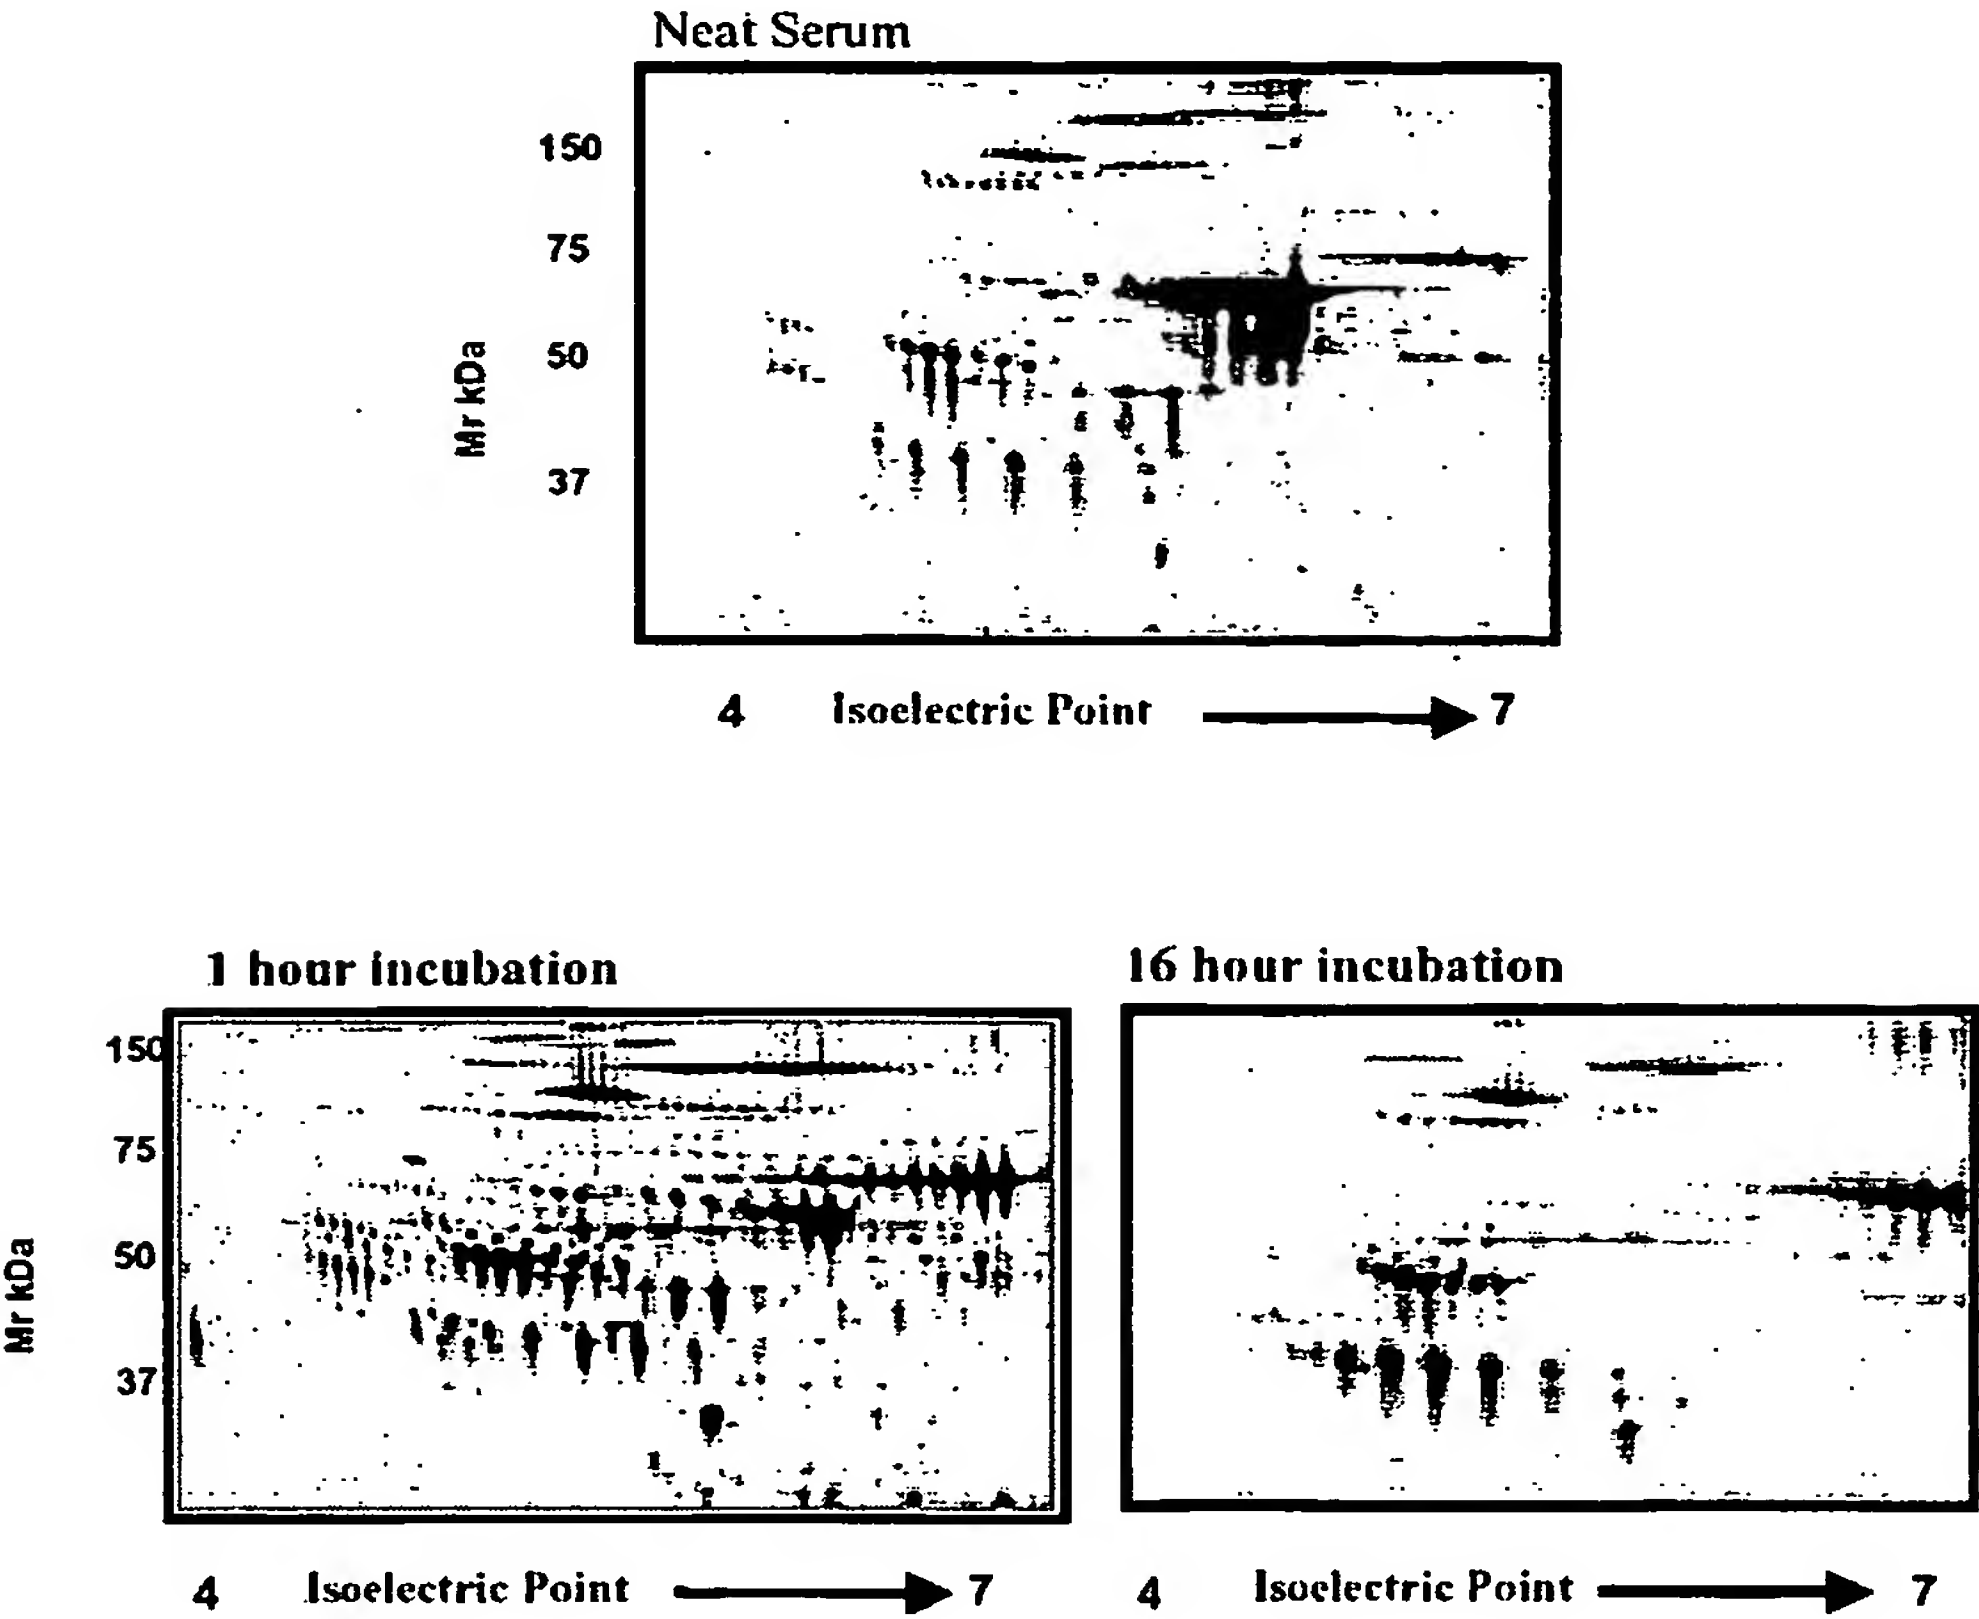 Neat Serum
150
75
50
37
Mr kDa
4 Isoelectric Point 7
1 hour incubation
16 hour incubation
150
75
50
37
Mr kDa
4 Isoelectric Point 7
4 Isoelectric Point 7